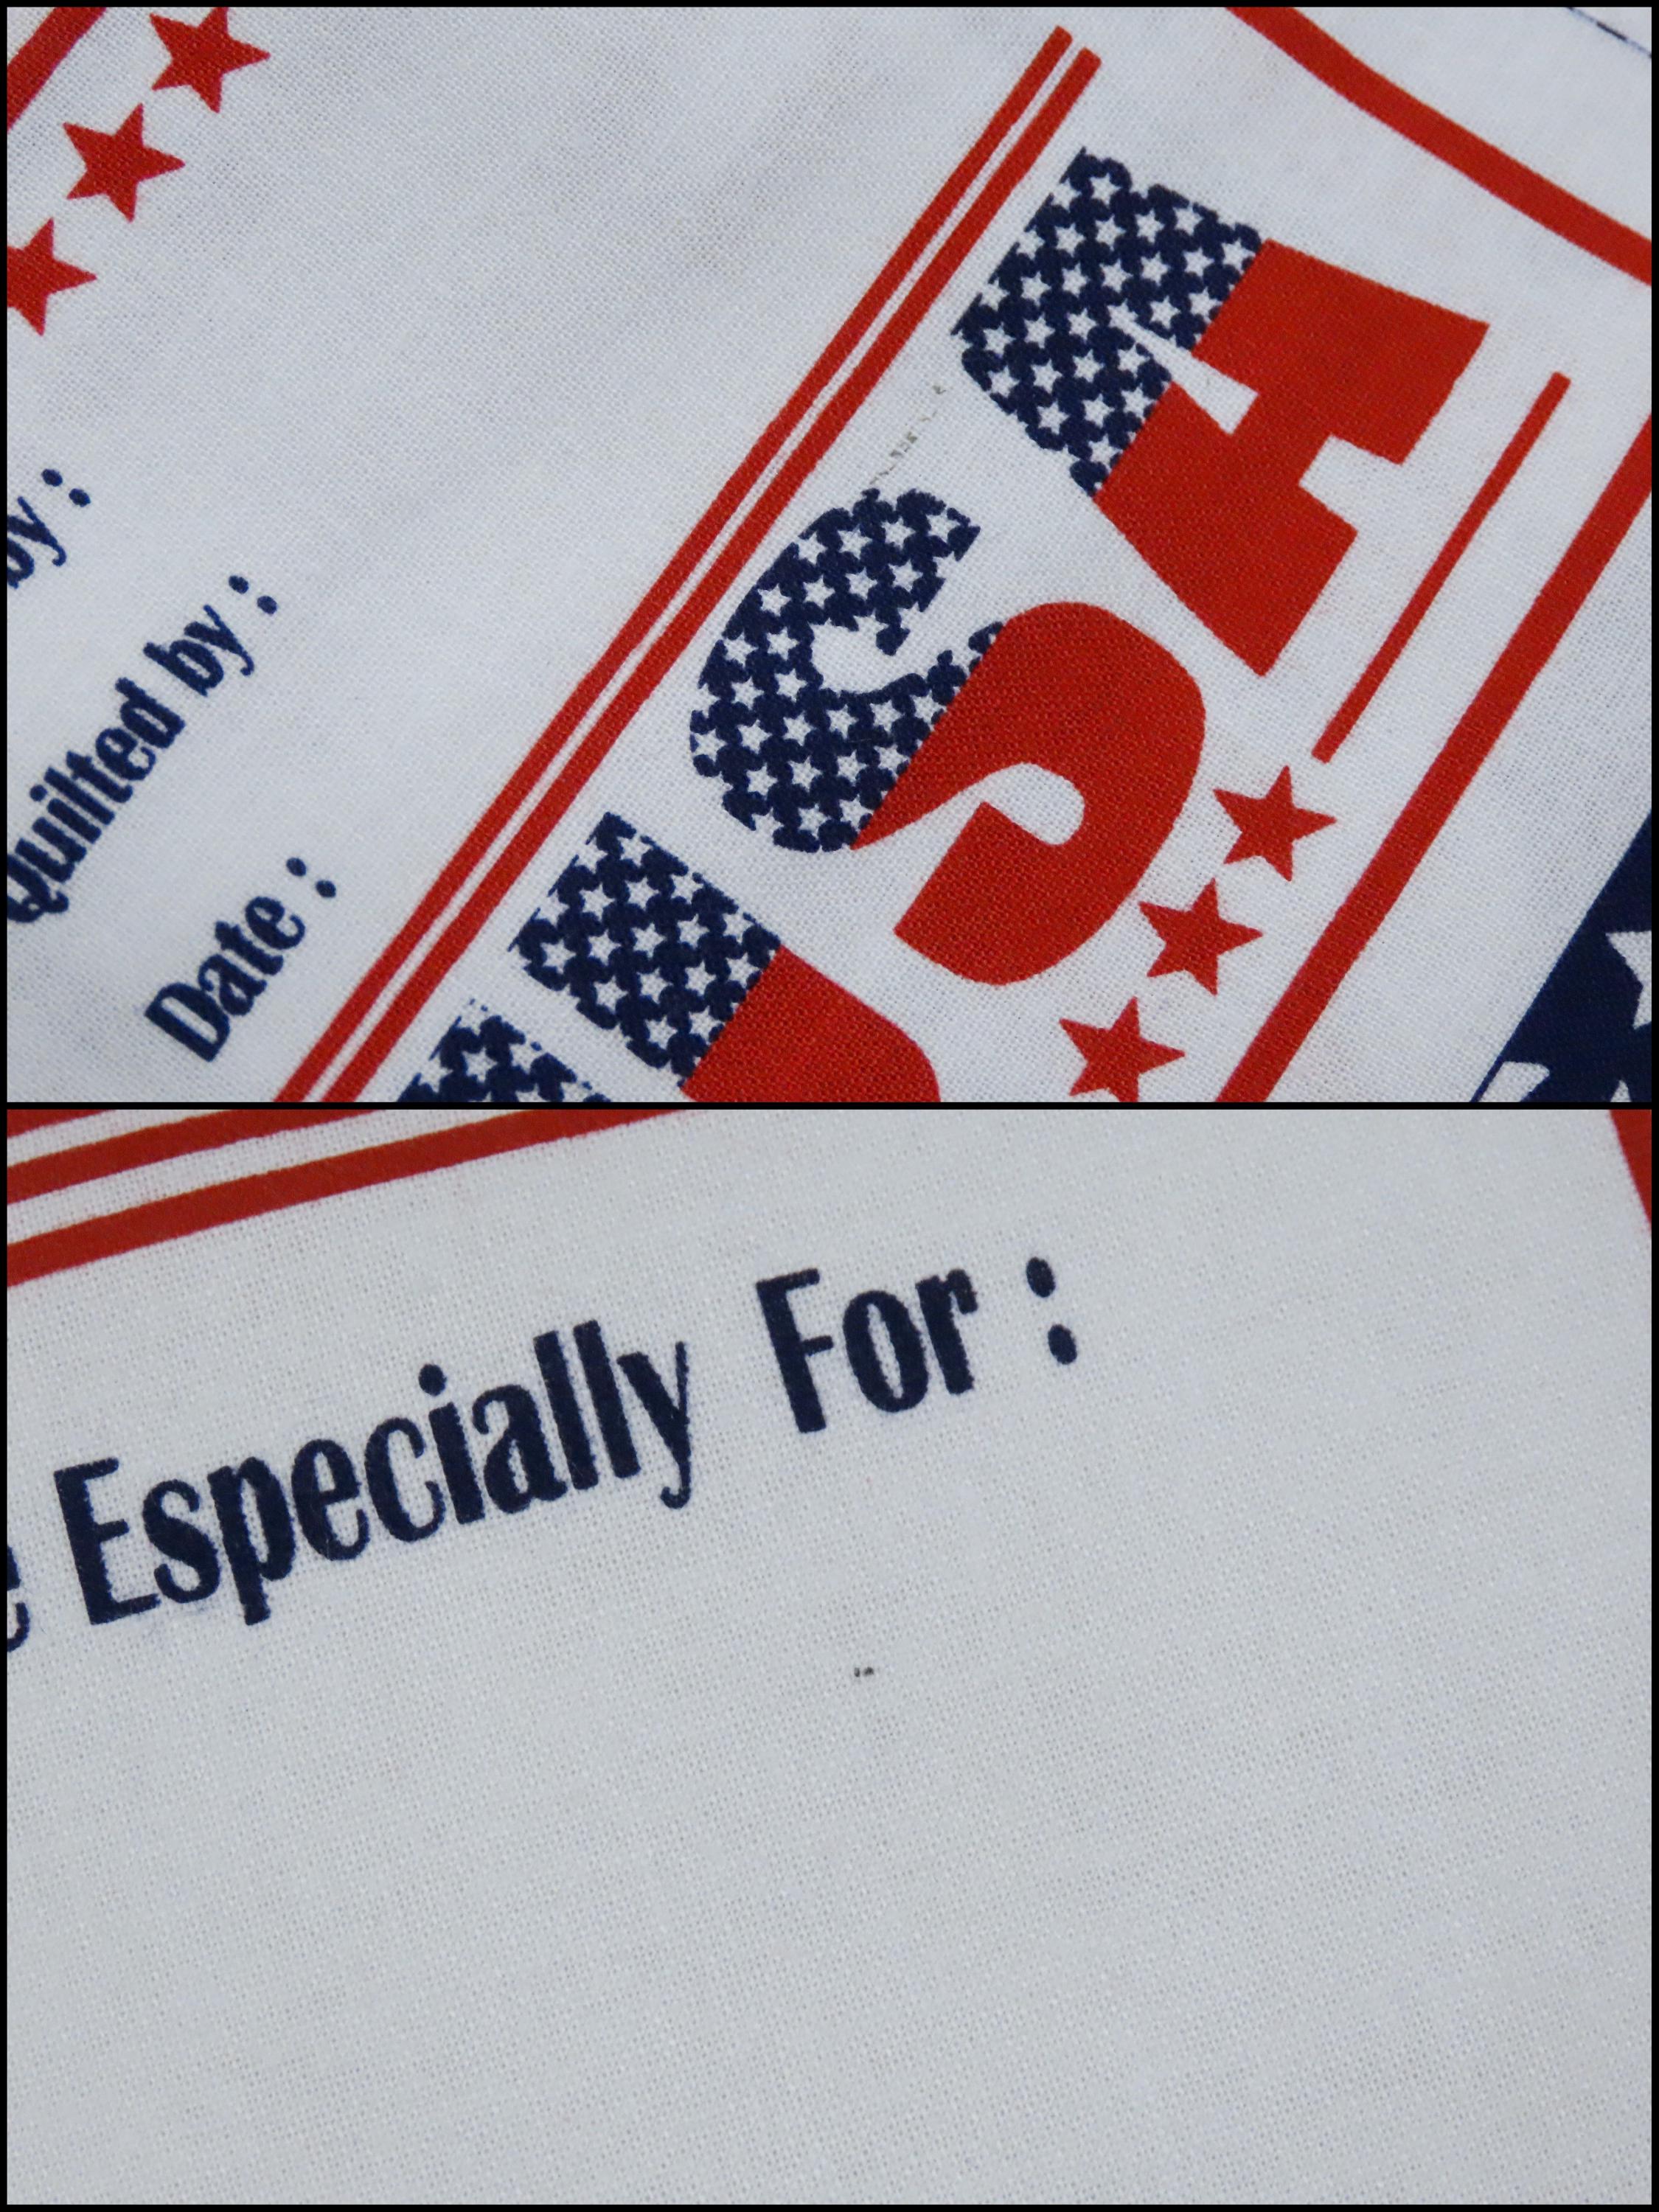 by :
Quilted by :
Date :
USA
Especially For :